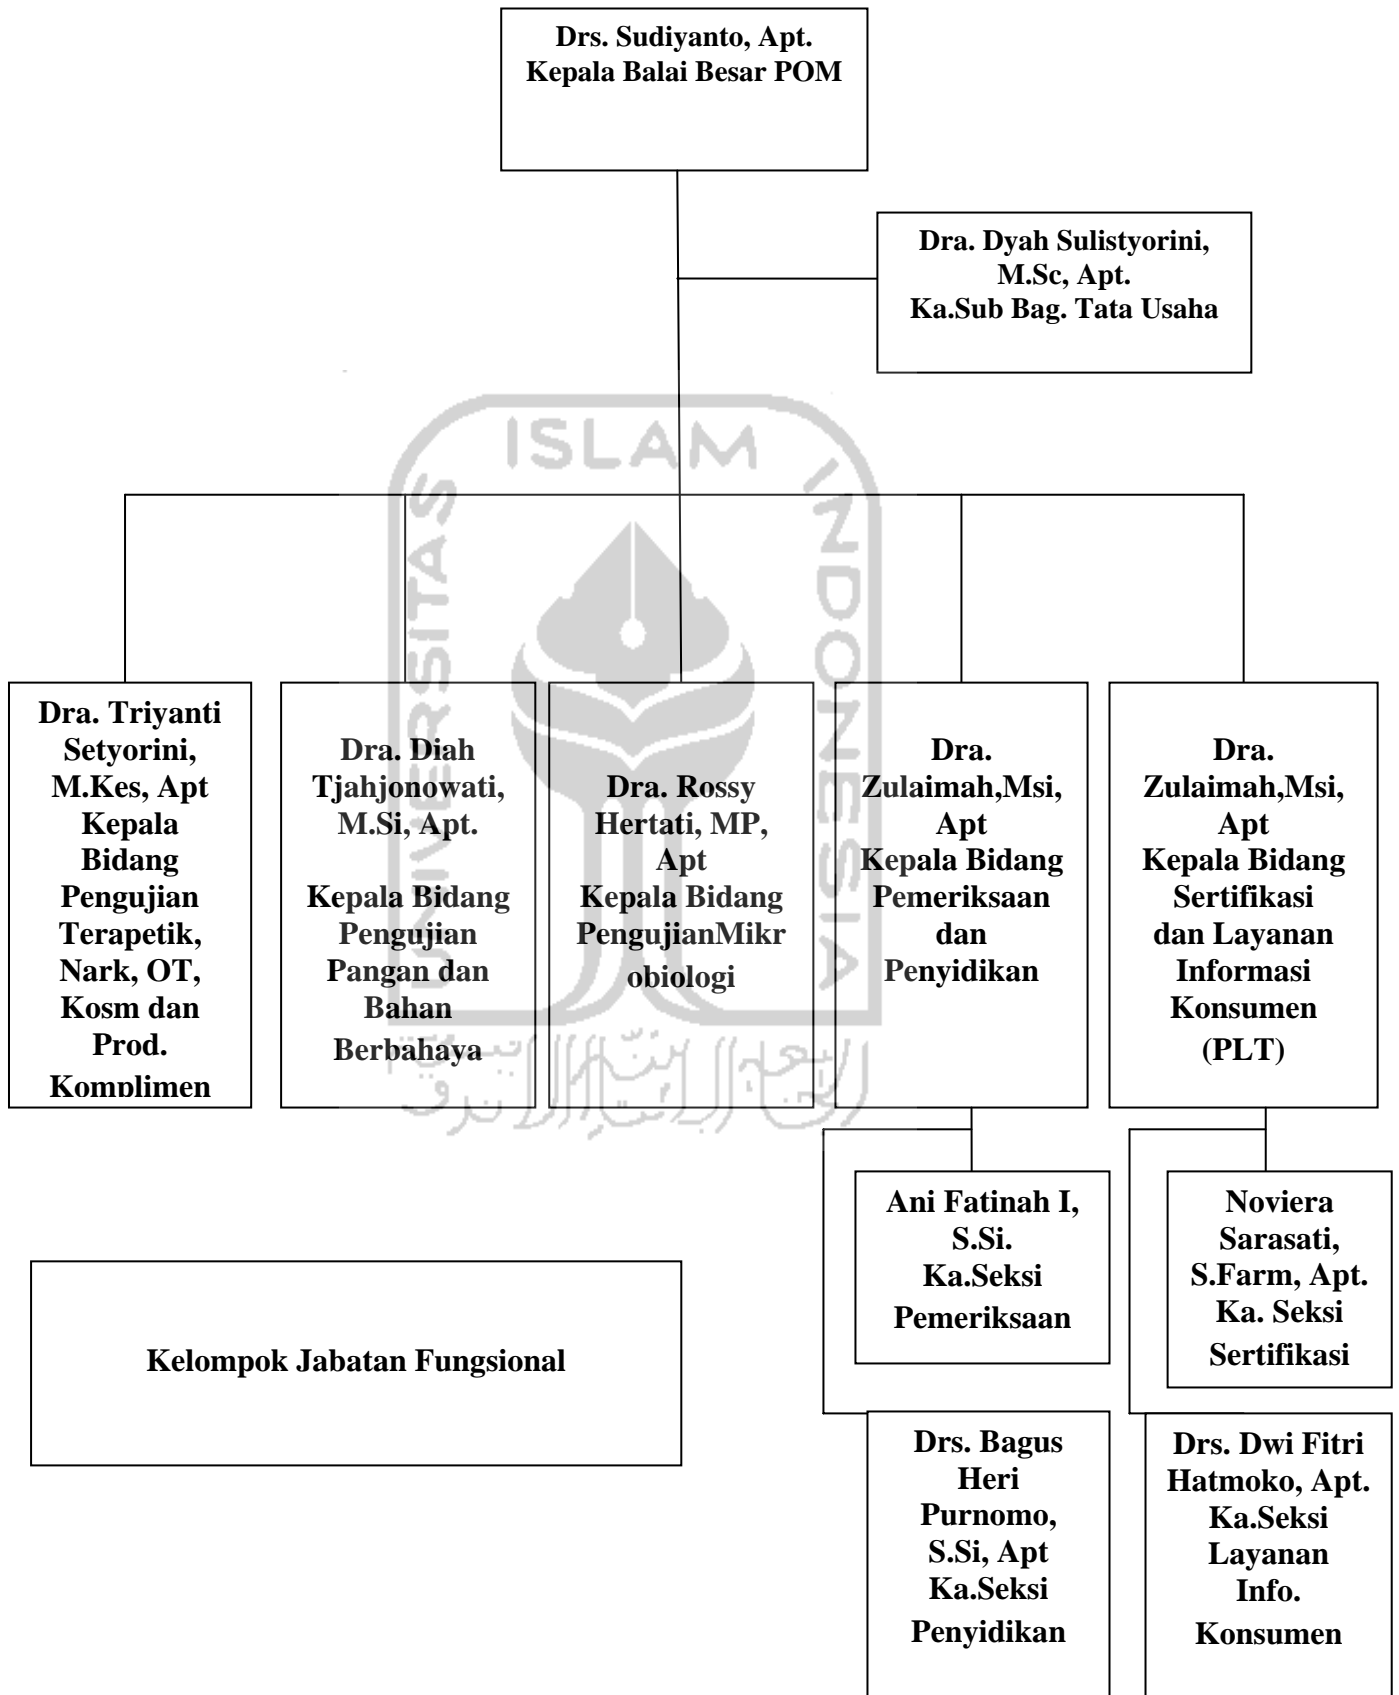 Drs. Sudiyanto, Apt.
Kepala Balai Besar POM
Dra. Dyah Sulistyorini,
M.Sc, Apt.
Ka.Sub Bag. Tata Usaha
UNIVERSITAS
ISLAM
INDONESIA
Dra. Triyanti
Setyorini,
M.Kes, Apt
Kepala
Bidang
Pengujian
Terapetik,
Nark, OT,
Kosm dan
Prod.
Komplimen
Dra. Diah
Tjahjonowati,
M.Si, Apt.
Kepala Bidang
Pengujian
Pangan dan
Bahan
Berbahaya
Dra. Rossy
Hertati, MP,
Apt
Kepala Bidang
PengujianMikr
obiologi
Dra.
Zulaimah,Msi,
Apt
Kepala Bidang
Pemeriksaan
dan
Penyidikan
Dra.
Zulaimah,Msi,
Apt
Kepala Bidang
Sertifikasi
dan Layanan
Informasi
Konsumen
(PLT)
Ani Fatinah I,
S.Si.
Ka.Seksi
Pemeriksaan
Noviera
Sarasati,
S.Farm, Apt.
Ka. Seksi
Sertifikasi
Kelompok Jabatan Fungsional
Drs. Bagus
Heri
Purnomo,
S.Si, Apt
Ka.Seksi
Penyidikan
Drs. Dwi Fitri
Hatmoko, Apt.
Ka.Seksi
Layanan
Info.
Konsumen